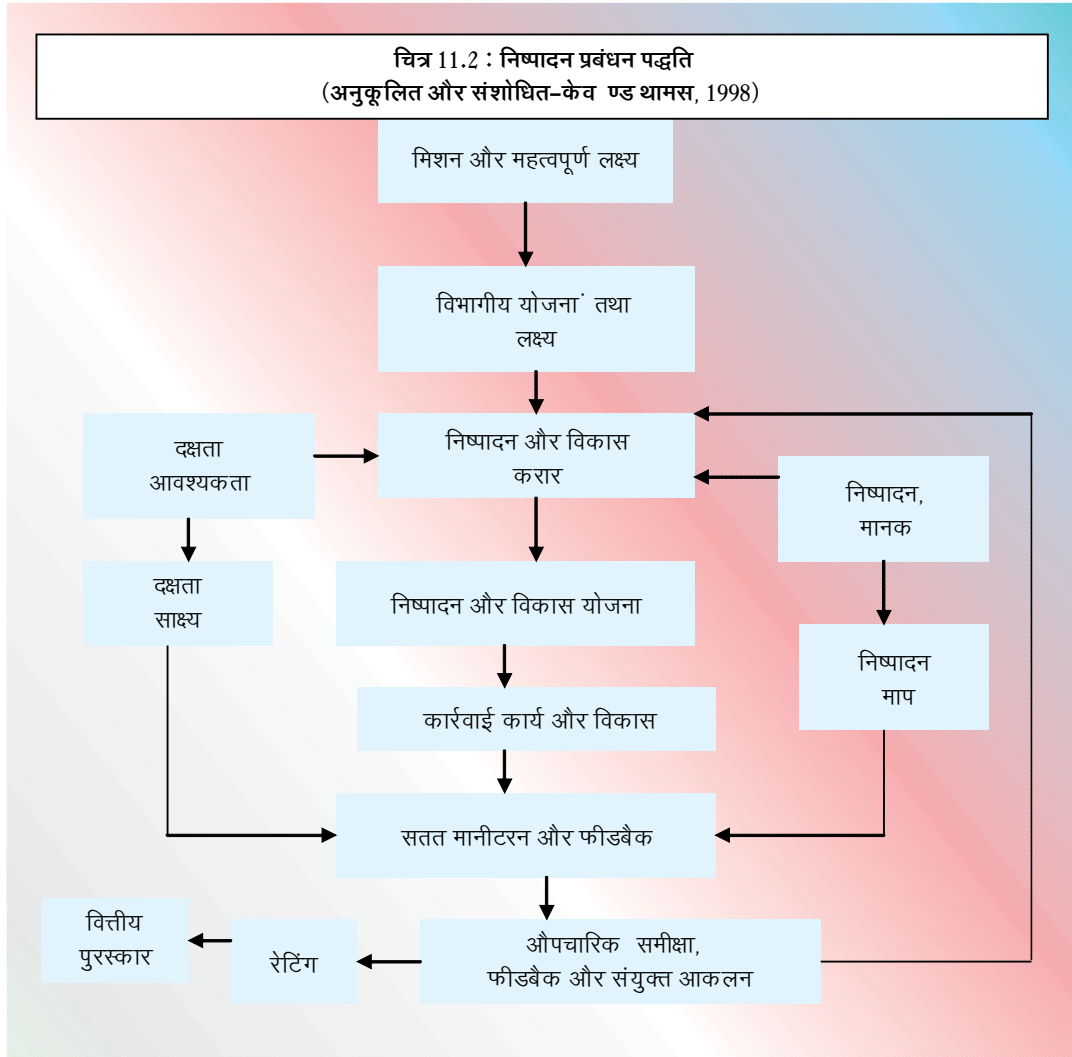 चित्र 11.2 : निष्पादन प्रबंधन पद्धति
(अनुकूलित और संशोधित–केव ण्ड थामस, 1998)
मिशन और महत्वपूर्ण लक्ष्य
विभागीय योजनां तथा
लक्ष्य
दक्षता
आवश्यकता
निष्पादन और विकास
करार
निष्पादन,
मानक
दक्षता
साक्ष्य
निष्पादन और विकास योजना
निष्पादन
माप
कार्रवाई कार्य और विकास
सतत मानीटरन और फीडबैक
वित्तीय
पुरस्कार
रेटिंग
औपचारिक समीक्षा,
फीडबैक और संयुक्त आकलन